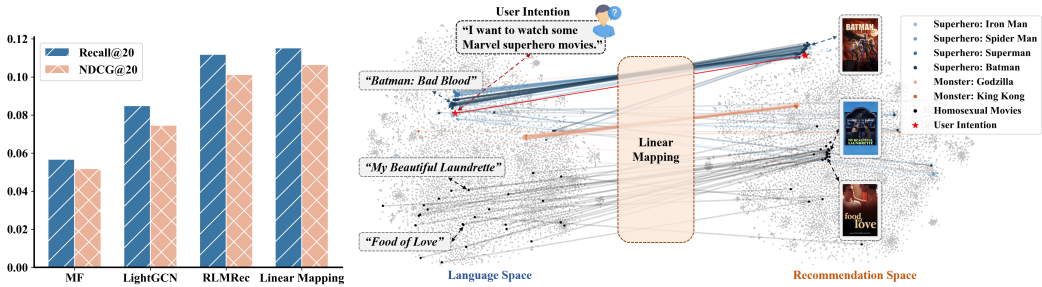 0.12
0.10
0.08
0.06
0.04
0.02
0.00
Recall@20
NDCG@20
MF
LightGCN
RLMRec
Linear Mapping
User Intention
“I want to watch some
Marvel superhero movies.”
“Batman: Bad Blood”
“My Beautiful Laundrette”
“Food of Love”
Language Space
Linear
Mapping
BATMAN
MY BEAUTIFUL
LAUNDRETTE
food
of
love
Recommendation Space
Superhero: Iron Man
Superhero: Spider Man
Superhero: Superman
Superhero: Batman
Monster: Godzilla
Monster: King Kong
Homosexual Movies
User Intention